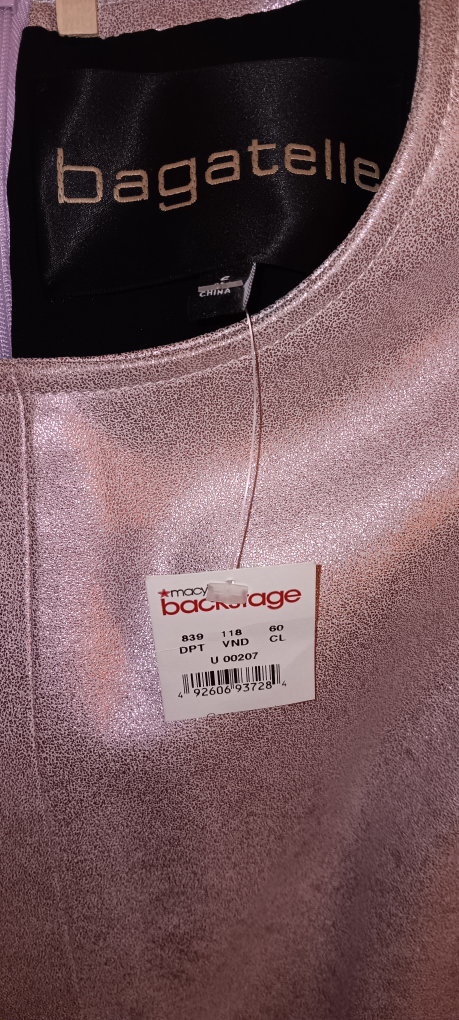 bagatelle
CHINA
macy
backstage
839 118 60
DPT VND CL
U 00207
4 92606 93728 4